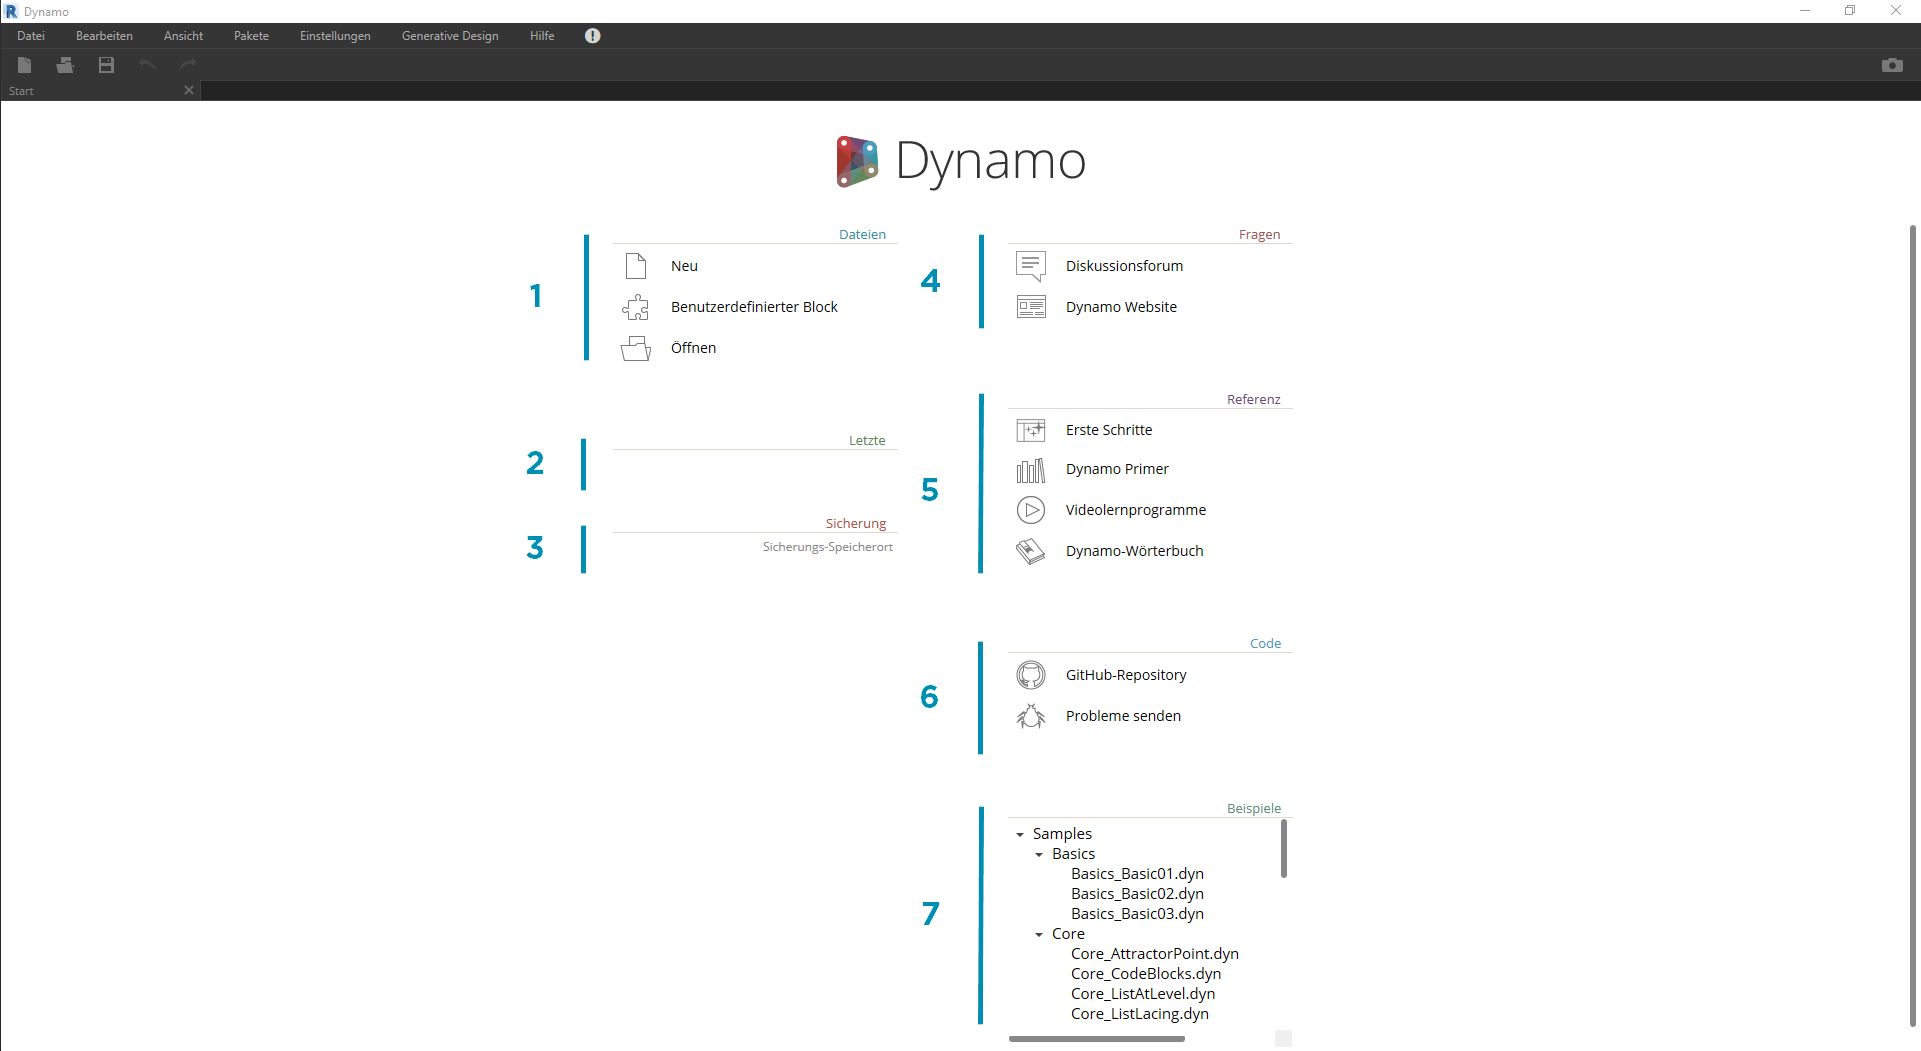 Dynamo
Datei Bearbeiten Ansicht Pakete Einstellungen Generative Design Hilfe
Start
Dynamo
1
Dateien
Neu
Benutzerdefinierter Block
Öffnen
2
Letzte
3
Sicherung
Sicherungs-Speicherort
4
Fragen
Diskussionsforum
Dynamo Website
5
Referenz
Erste Schritte
Dynamo Primer
Videolernprogramme
Dynamo-Wörterbuch
6
Code
GitHub-Repository
Probleme senden
7
Beispiele
Samples
Basics
Basics_Basic01.dyn
Basics_Basic02.dyn
Basics_Basic03.dyn
Core
Core_AttractorPoint.dyn
Core_CodeBlocks.dyn
Core_ListAtLevel.dyn
Core_ListLacing.dyn